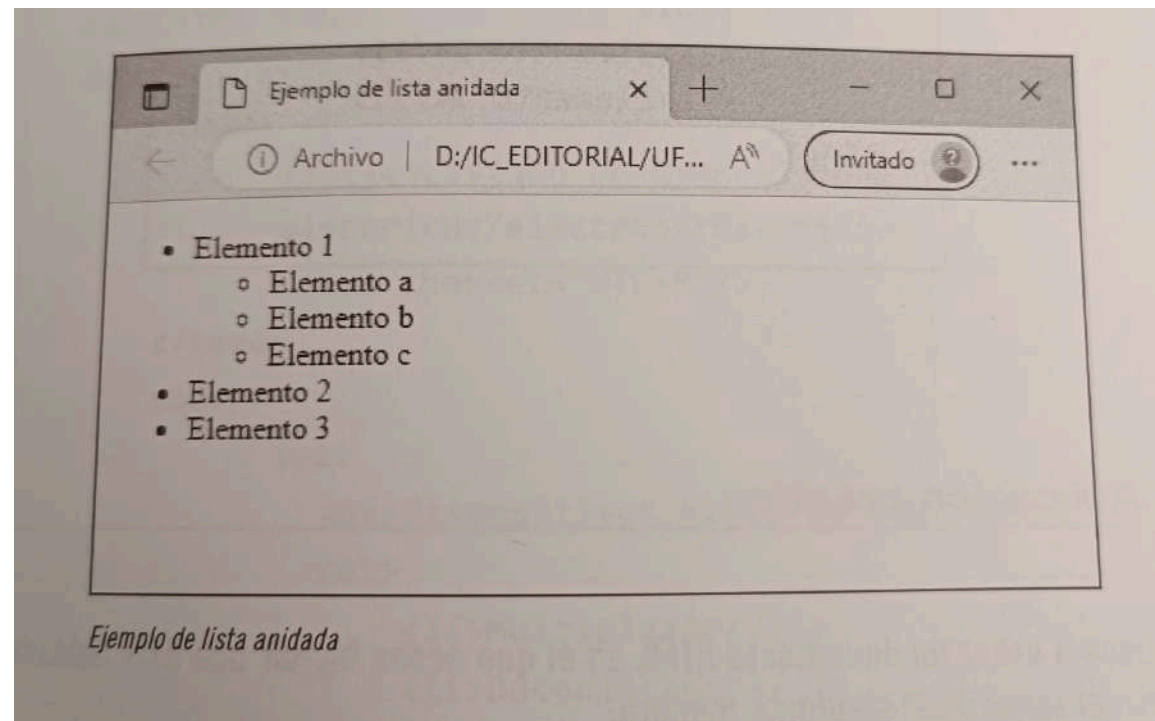 Ejemplo de lista anidada
Archivo | D:/IC_EDITORIAL/UF... A Invitado ...
• Elemento 1
◦ Elemento a
◦ Elemento b
◦ Elemento c
• Elemento 2
• Elemento 3
Ejemplo de lista anidada